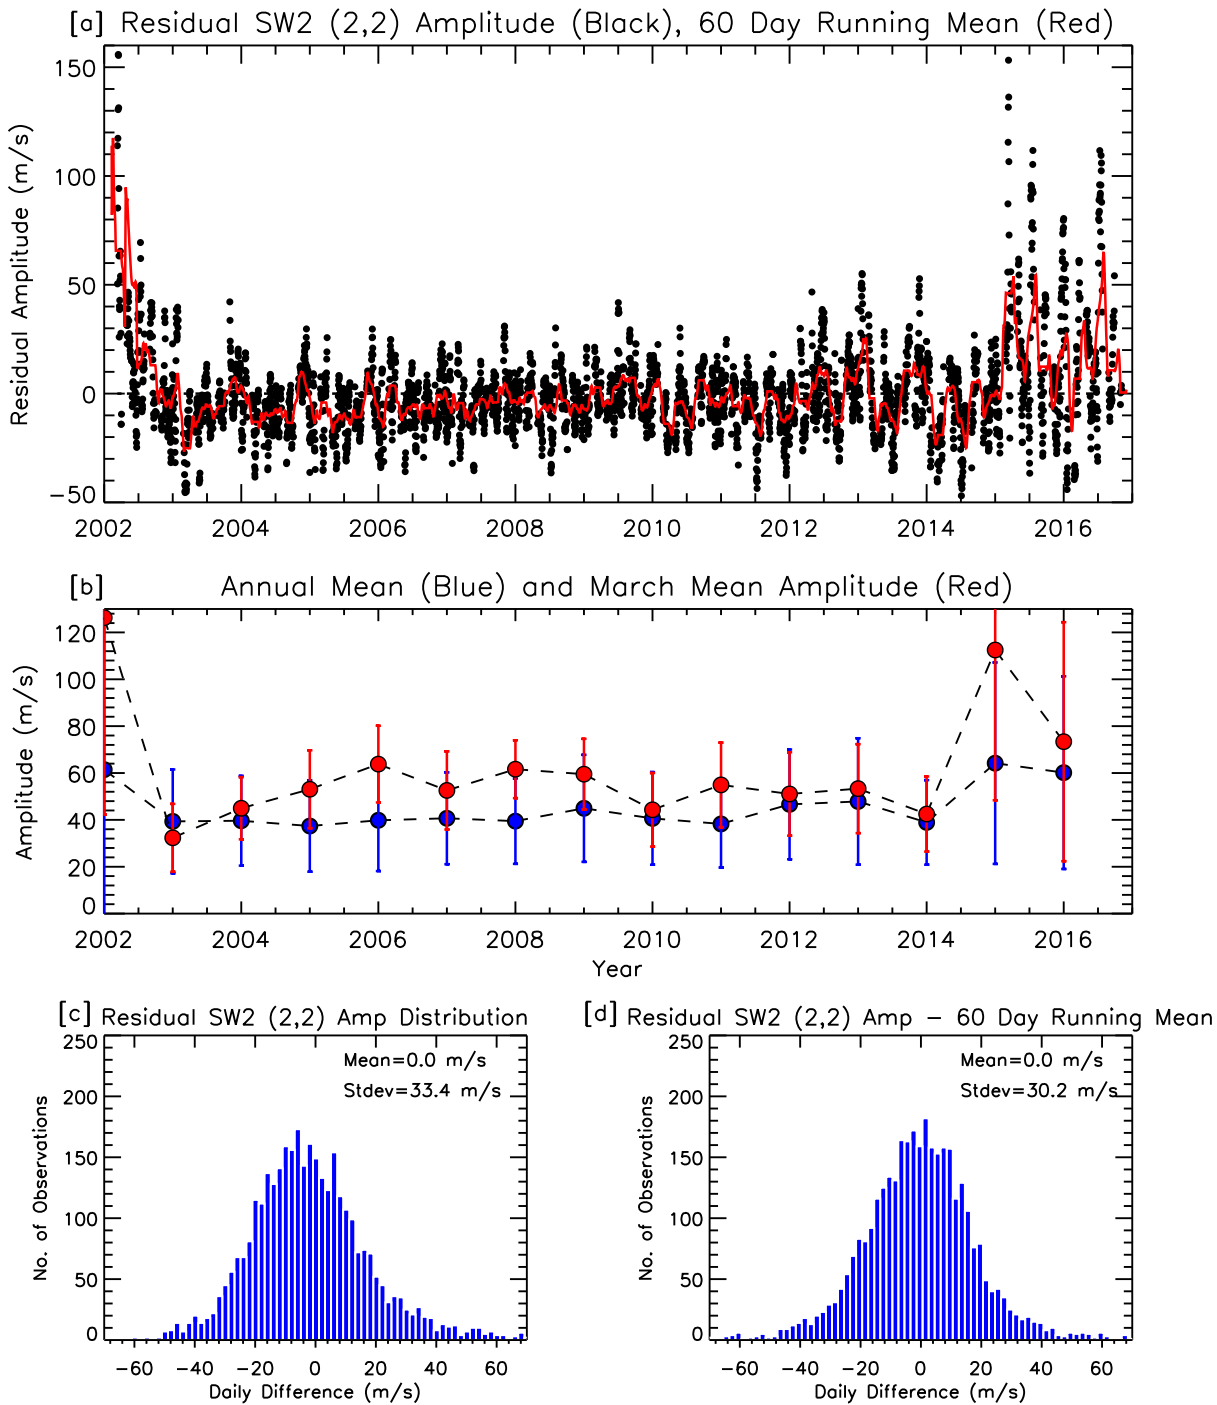 [a] Residual SW2 (2,2) Amplitude (Black), 60 Day Running Mean (Red)
Residual Amplitude (m/s)
150
100
50
0
−50
2002 2004 2006 2008 2010 2012 2014 2016
[b] Annual Mean (Blue) and March Mean Amplitude (Red)
Amplitude (m/s)
120
100
80
60
40
20
0
2002 2004 2006 2008 2010 2012 2014 2016
Year
[c] Residual SW2 (2,2) Amp Distribution
Mean=0.0 m/s
Stdev=33.4 m/s
No. of Observations
250
200
150
100
50
0
−60 −40 −20 0 20 40 60
Daily Difference (m/s)
[d] Residual SW2 (2,2) Amp − 60 Day Running Mean
Mean=0.0 m/s
Stdev=30.2 m/s
No. of Observations
250
200
150
100
50
0
−60 −40 −20 0 20 40 60
Daily Difference (m/s)